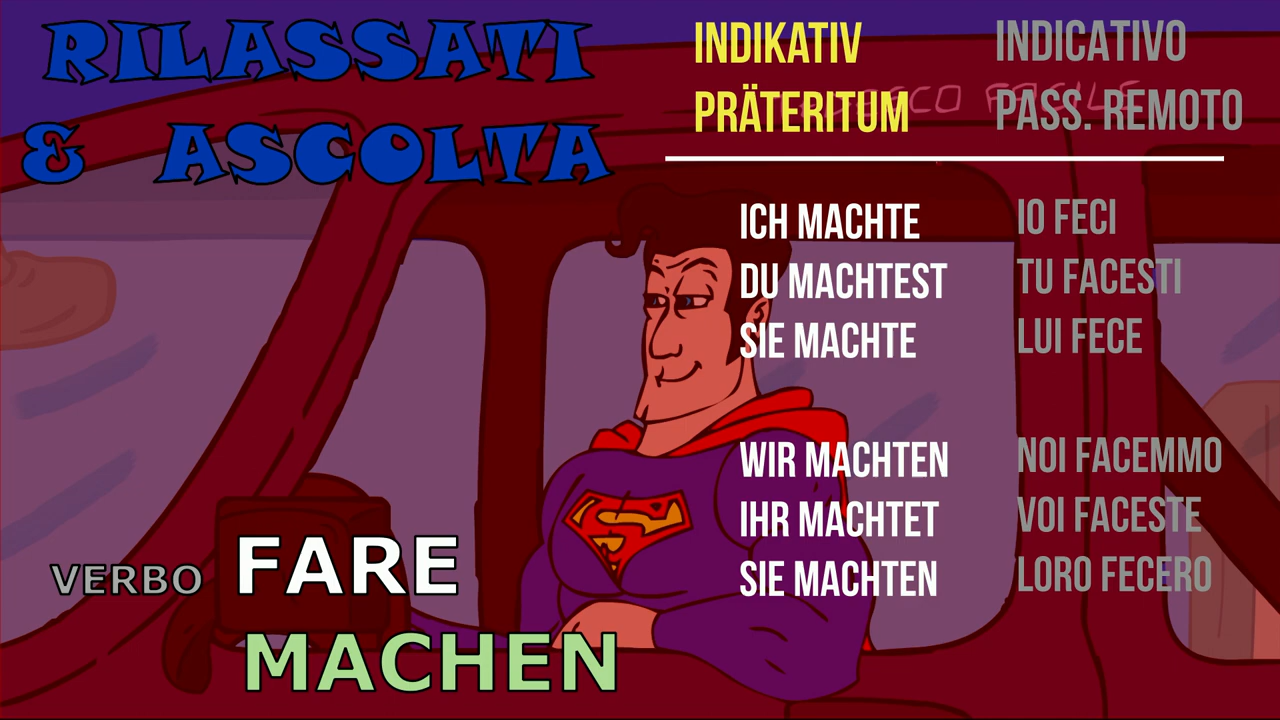 RILASSATI
& ASCOLTA
INDIKATIV INDICATIVO
PRÄTERITUM PASS. REMOTO
ICH MACHTE IO FECI
DU MACHTEST TU FACESTI
SIE MACHTE LUI FECE
WIR MACHTEN NOI FACEMMO
IHR MACHTET VOI FACESTE
SIE MACHTEN LORO FECERO
VERBO FARE
MACHEN